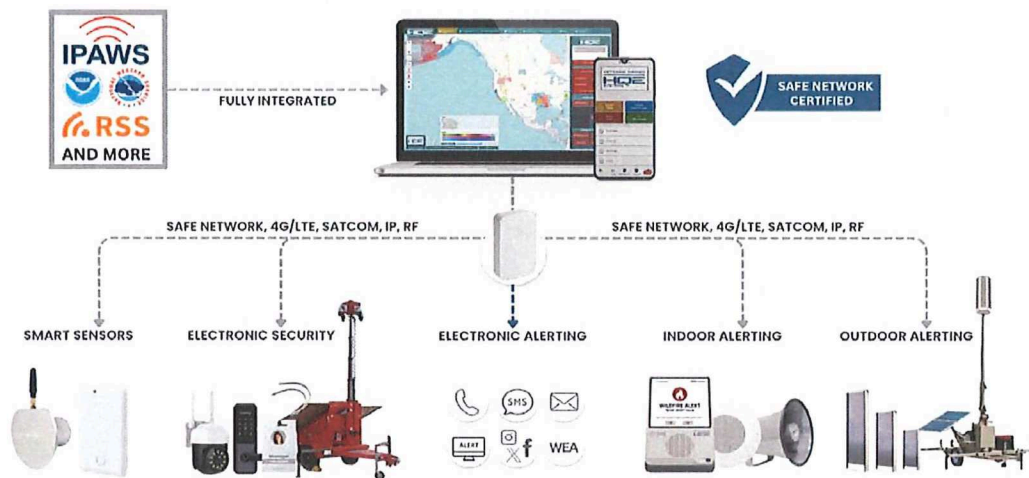 IPAWS
RSS
AND MORE
FULLY INTEGRATED
HQE
SAFE NETWORK
CERTIFIED
SAFE NETWORK, 4G/LTE, SATCOM, IP, RF
SAFE NETWORK, 4G/LTE, SATCOM, IP, RF
SMART SENSORS
ELECTRONIC SECURITY
ELECTRONIC ALERTING
INDOOR ALERTING
OUTDOOR ALERTING
SMS
ALERT
WEA
WILDFIRE ALERT